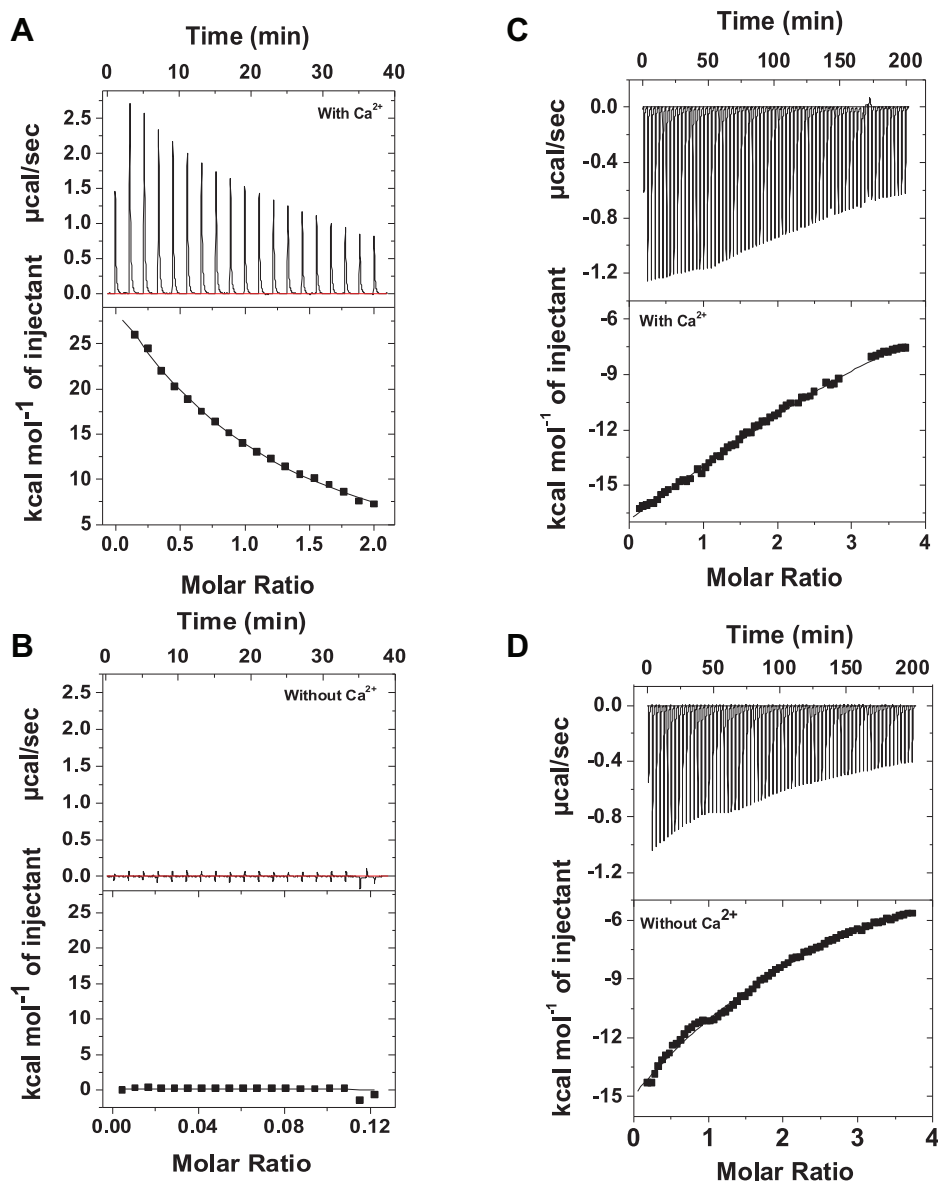 A
Time (min)
0 10 20 30 40
With Ca²⁺
µcal/sec
2.5
2.0
1.5
1.0
0.5
0.0
kcal mol⁻¹ of injectant
25
20
15
10
5
0.0 0.5 1.0 1.5 2.0
Molar Ratio
B
Time (min)
0 10 20 30 40
Without Ca²⁺
µcal/sec
2.5
2.0
1.5
1.0
0.5
0.0
kcal mol⁻¹ of injectant
25
20
15
10
5
0
0.00 0.04 0.08 0.12
Molar Ratio
C
Time (min)
0 50 100 150 200
µcal/sec
0.0
-0.4
-0.8
-1.2
With Ca²⁺
kcal mol⁻¹ of injectant
-6
-9
-12
-15
0 1 2 3 4
Molar Ratio
D
Time (min)
0 50 100 150 200
µcal/sec
0.0
-0.4
-0.8
-1.2
Without Ca²⁺
kcal mol⁻¹ of injectant
-6
-9
-12
-15
0 1 2 3 4
Molar Ratio